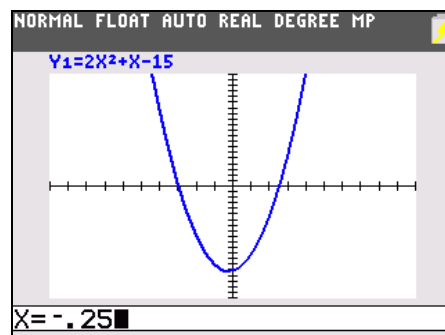 NORMAL FLOAT AUTO REAL DEGREE MP
Y₁=2X²+X-15
X=⁻.25